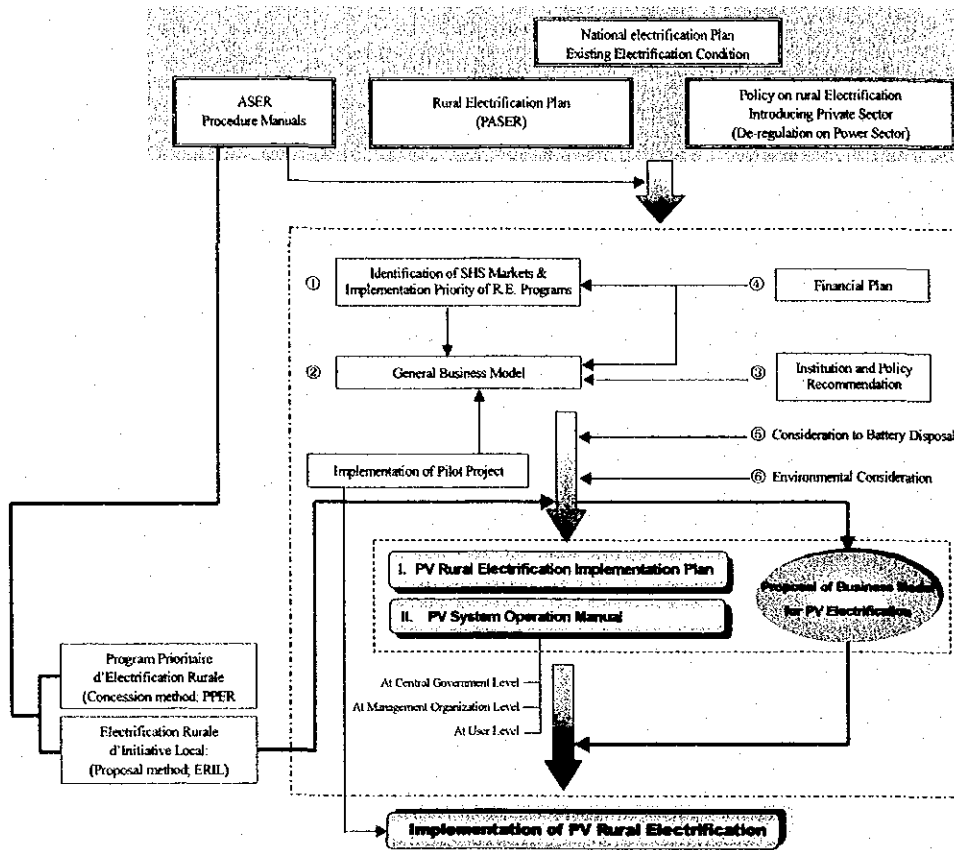 National electrification Plan
Existing Electrification Condition
ASER
Procedure Manuals
Rural Electrification Plan
(PASER)
Policy on rural Electrification
Introducing Private Sector
(De-regulation on Power Sector)
① Identification of SHS Markets &
Implementation Priority of R.E. Programs
④ Financial Plan
② General Business Model
③ Institution and Policy
Recommendation
⑤ Consideration to Battery Disposal
Implementation of Pilot Project
⑥ Environmental Consideration
I. PV Rural Electrification Implementation Plan
II. PV System Operation Manual
Proposal of Business Model
for PV Electrification
Program Prioritaire
d'Electrification Rurale
(Concession method; PPER
Electrification Rurale
d'Initiative Local:
(Proposal method; ERIL)
At Central Government Level
At Management Organization Level
At User Level
Implementation of PV Rural Electrification